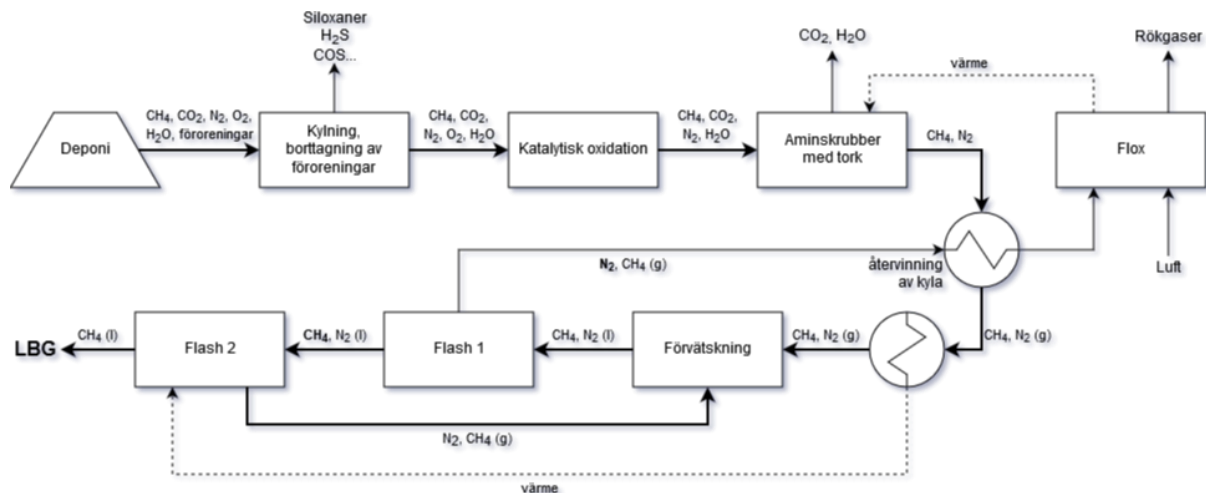 Siloxaner
H₂S
COS...
CO₂, H₂O
Rökgaser
värme
CH₄, CO₂, N₂, O₂,
H₂O, föroreningar
CH₄, CO₂,
N₂, O₂, H₂O
CH₄, CO₂,
N₂, H₂O
CH₄, N₂
Deponi
Kylning,
borttagning av
föroreningar
Katalytisk oxidation
Aminskrubber
med tork
Flox
N₂, CH₄ (g)
återvinning
av kyla
Luft
LBG
CH₄ (l)
Flash 2
CH₄, N₂ (l)
Flash 1
CH₄, N₂ (l)
Förvätskning
CH₄, N₂ (g)
CH₄, N₂ (g)
N₂, CH₄ (g)
värme